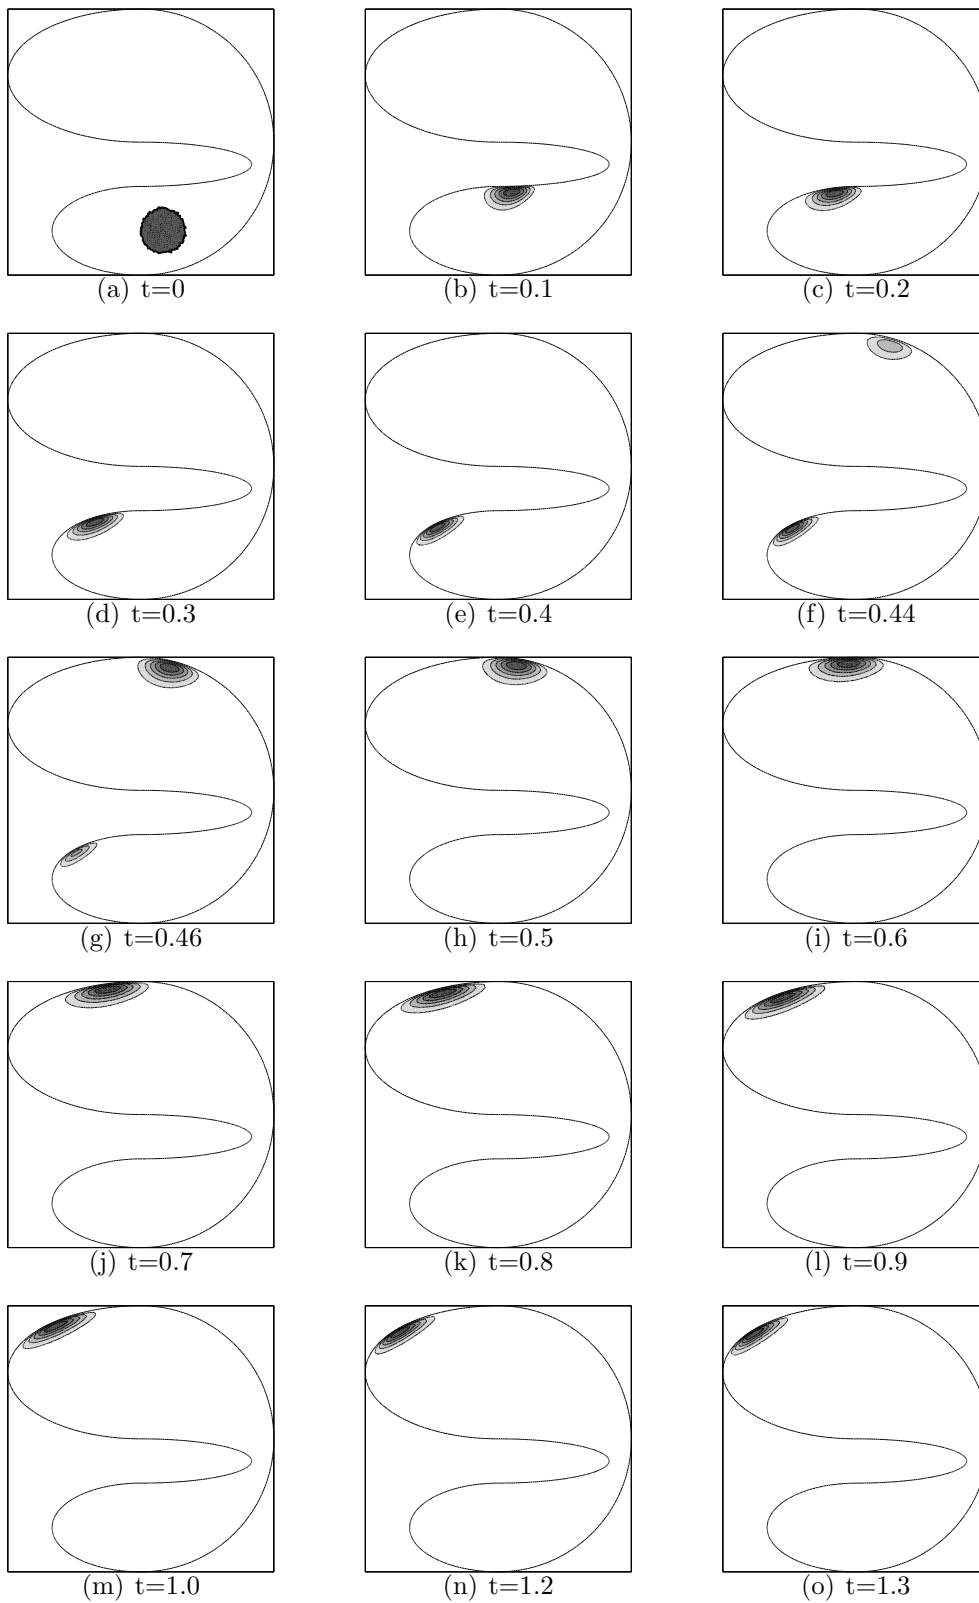 (a) t=0 (b) t=0.1 (c) t=0.2
(d) t=0.3 (e) t=0.4 (f) t=0.44
(g) t=0.46 (h) t=0.5 (i) t=0.6
(j) t=0.7 (k) t=0.8 (l) t=0.9
(m) t=1.0 (n) t=1.2 (o) t=1.3